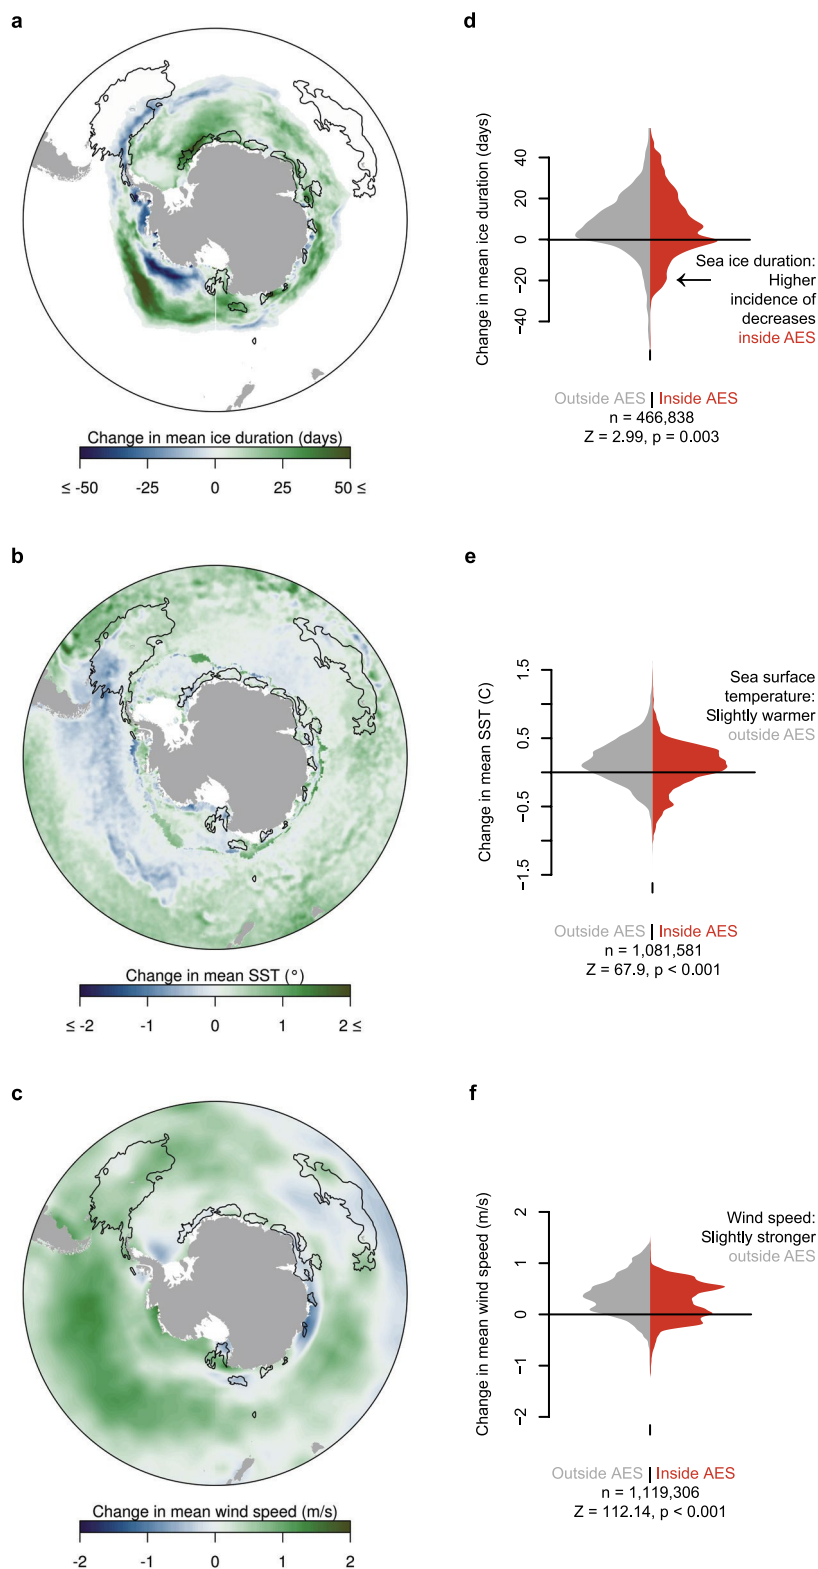 a
Change in mean ice duration (days)
≤ -50 -25 0 25 50 ≤
d
Change in mean ice duration (days)
40
20
0
−20
−40
Sea ice duration:
Higher
incidence of
decreases
inside AES
Outside AES | Inside AES
n = 466,838
Z = 2.99, p = 0.003
b
Change in mean SST (°)
≤ -2 -1 0 1 2 ≤
e
Change in mean SST (C)
1.5
0.5
−0.5
−1.5
Sea surface
temperature:
Slightly warmer
outside AES
Outside AES | Inside AES
n = 1,081,581
Z = 67.9, p < 0.001
c
Change in mean wind speed (m/s)
-2 -1 0 1 2
f
Change in mean wind speed (m/s)
2
1
0
−1
−2
Wind speed:
Slightly stronger
outside AES
Outside AES | Inside AES
n = 1,119,306
Z = 112.14, p < 0.001